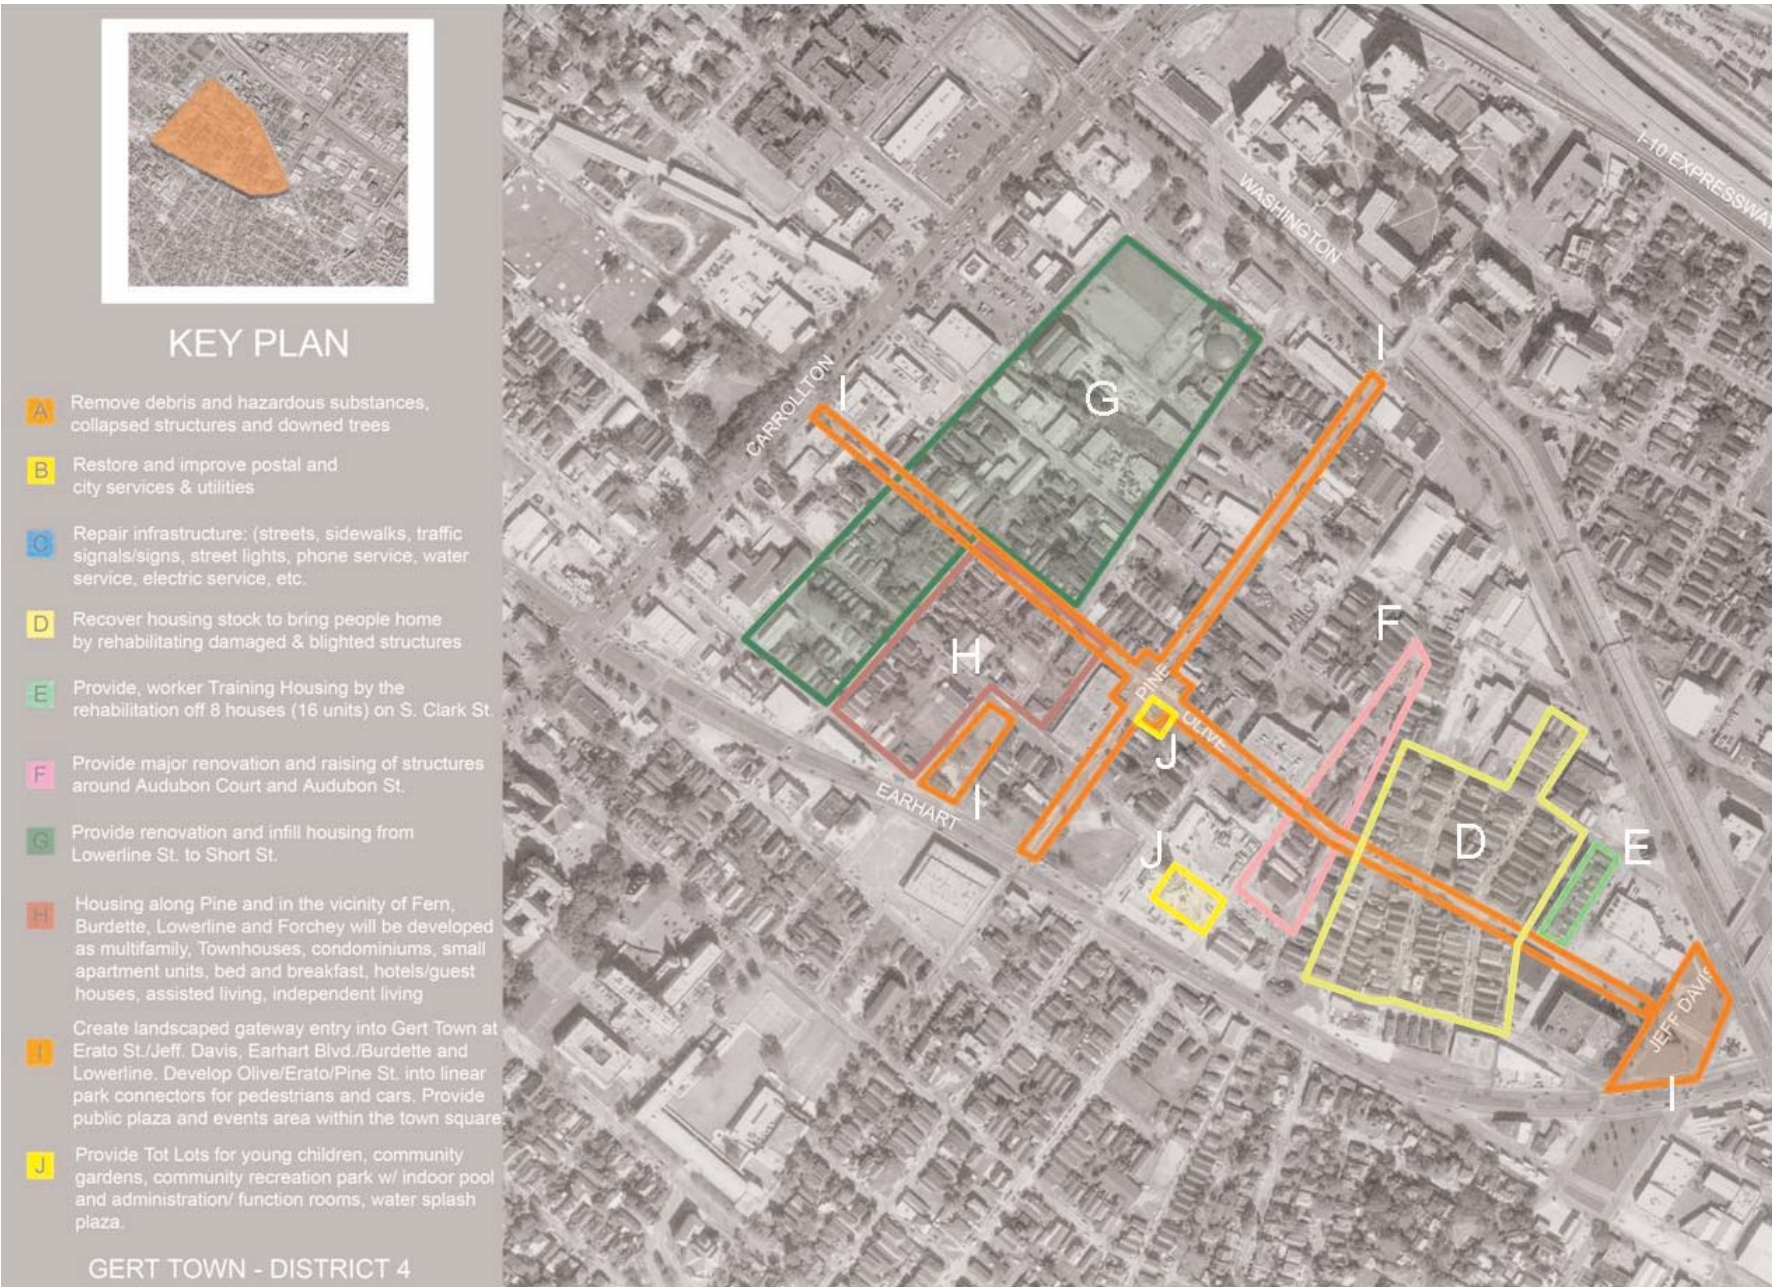 KEY PLAN
A
Remove debris and hazardous substances,
collapsed structures and downed trees
B
Restore and improve postal and
city services & utilities
C
Repair infrastructure: (streets, sidewalks, traffic
signals/signs, street lights, phone service, water
service, electric service, etc.
D
Recover housing stock to bring people home
by rehabilitating damaged & blighted structures
E
Provide, worker Training Housing by the
rehabilitation off 8 houses (16 units) on S. Clark St.
F
Provide major renovation and raising of structures
around Audubon Court and Audubon St.
G
Provide renovation and infill housing from
Lowerline St. to Short St.
H
Housing along Pine and in the vicinity of Fern,
Burdette, Lowerline and Forchey will be developed
as multifamily, Townhouses, condominiums, small
apartment units, bed and breakfast, hotels/guest
houses, assisted living, independent living
I
Create landscaped gateway entry into Gert Town at
Erato St./Jeff. Davis, Earhart Blvd./Burdette and
Lowerline. Develop Olive/Erato/Pine St. into linear
park connectors for pedestrians and cars. Provide
public plaza and events area within the town square
J
Provide Tot Lots for young children, community
gardens, community recreation park w/ indoor pool
and administration/ function rooms, water splash
plaza.
GERT TOWN - DISTRICT 4
I-10 EXPRESSWA
WASHINGTON
CARROLLTON
I
I
G
F
H
PINE
OLIVE
J
EARHART
I
J
D
E
JEFF DAVIS
I